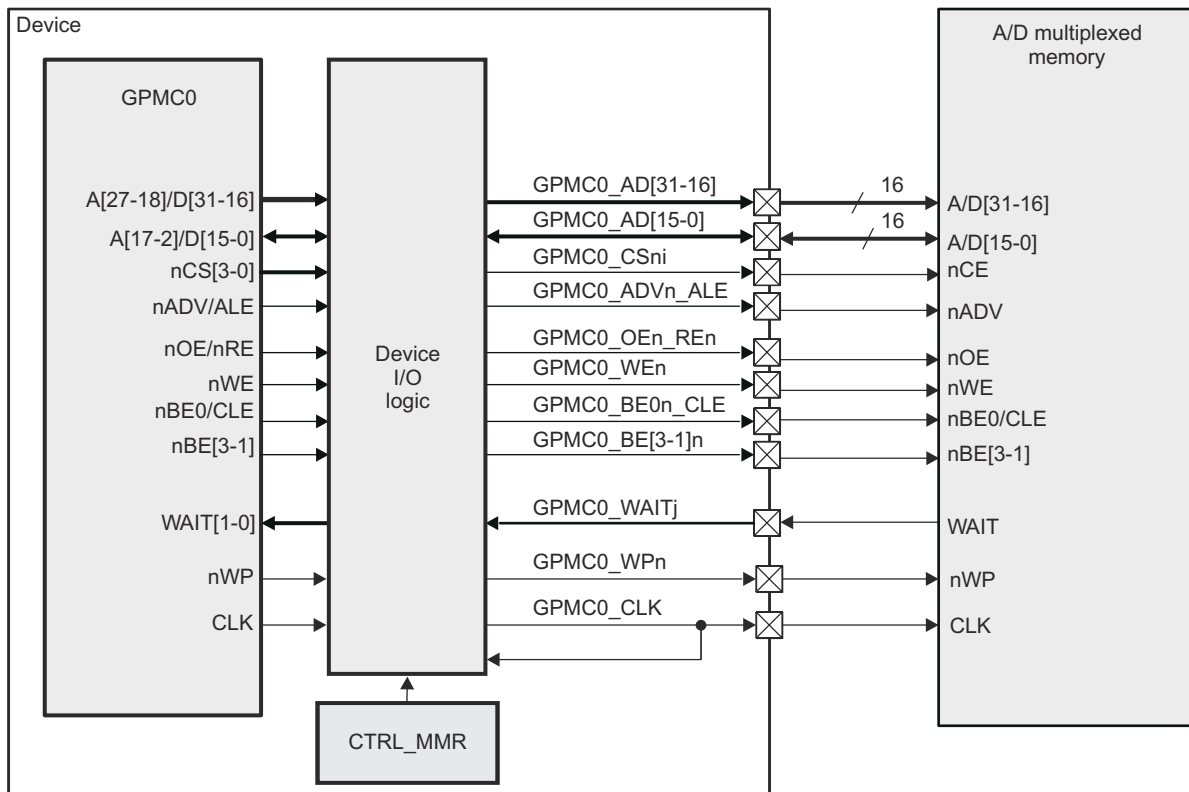 Device
GPMC0
A[27-18]/D[31-16]
A[17-2]/D[15-0]
nCS[3-0]
nADV/ALE
nOE/nRE
nWE
nBE0/CLE
nBE[3-1]
WAIT[1-0]
nWP
CLK
Device
I/O
logic
CTRL_MMR
GPMC0_AD[31-16]
GPMC0_AD[15-0]
GPMC0_CSni
GPMC0_ADVn_ALE
GPMC0_OEn_REn
GPMC0_WEn
GPMC0_BE0n_CLE
GPMC0_BE[3-1]n
GPMC0_WAITj
GPMC0_WPn
GPMC0_CLK
16
16
A/D multiplexed
memory
A/D[31-16]
A/D[15-0]
nCE
nADV
nOE
nWE
nBE0/CLE
nBE[3-1]
WAIT
nWP
CLK